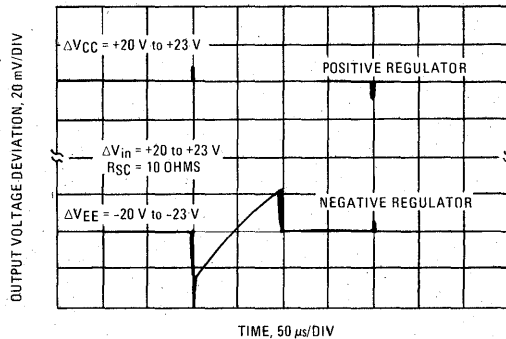 OUTPUT VOLTAGE DEVIATION, 20 mV/DIV
ΔVCC = +20 V to +23 V
POSITIVE REGULATOR
ΔVin = +20 to +23 V
RSC = 10 OHMS
ΔVEE = -20 V to -23 V
NEGATIVE REGULATOR
TIME, 50 μs/DIV